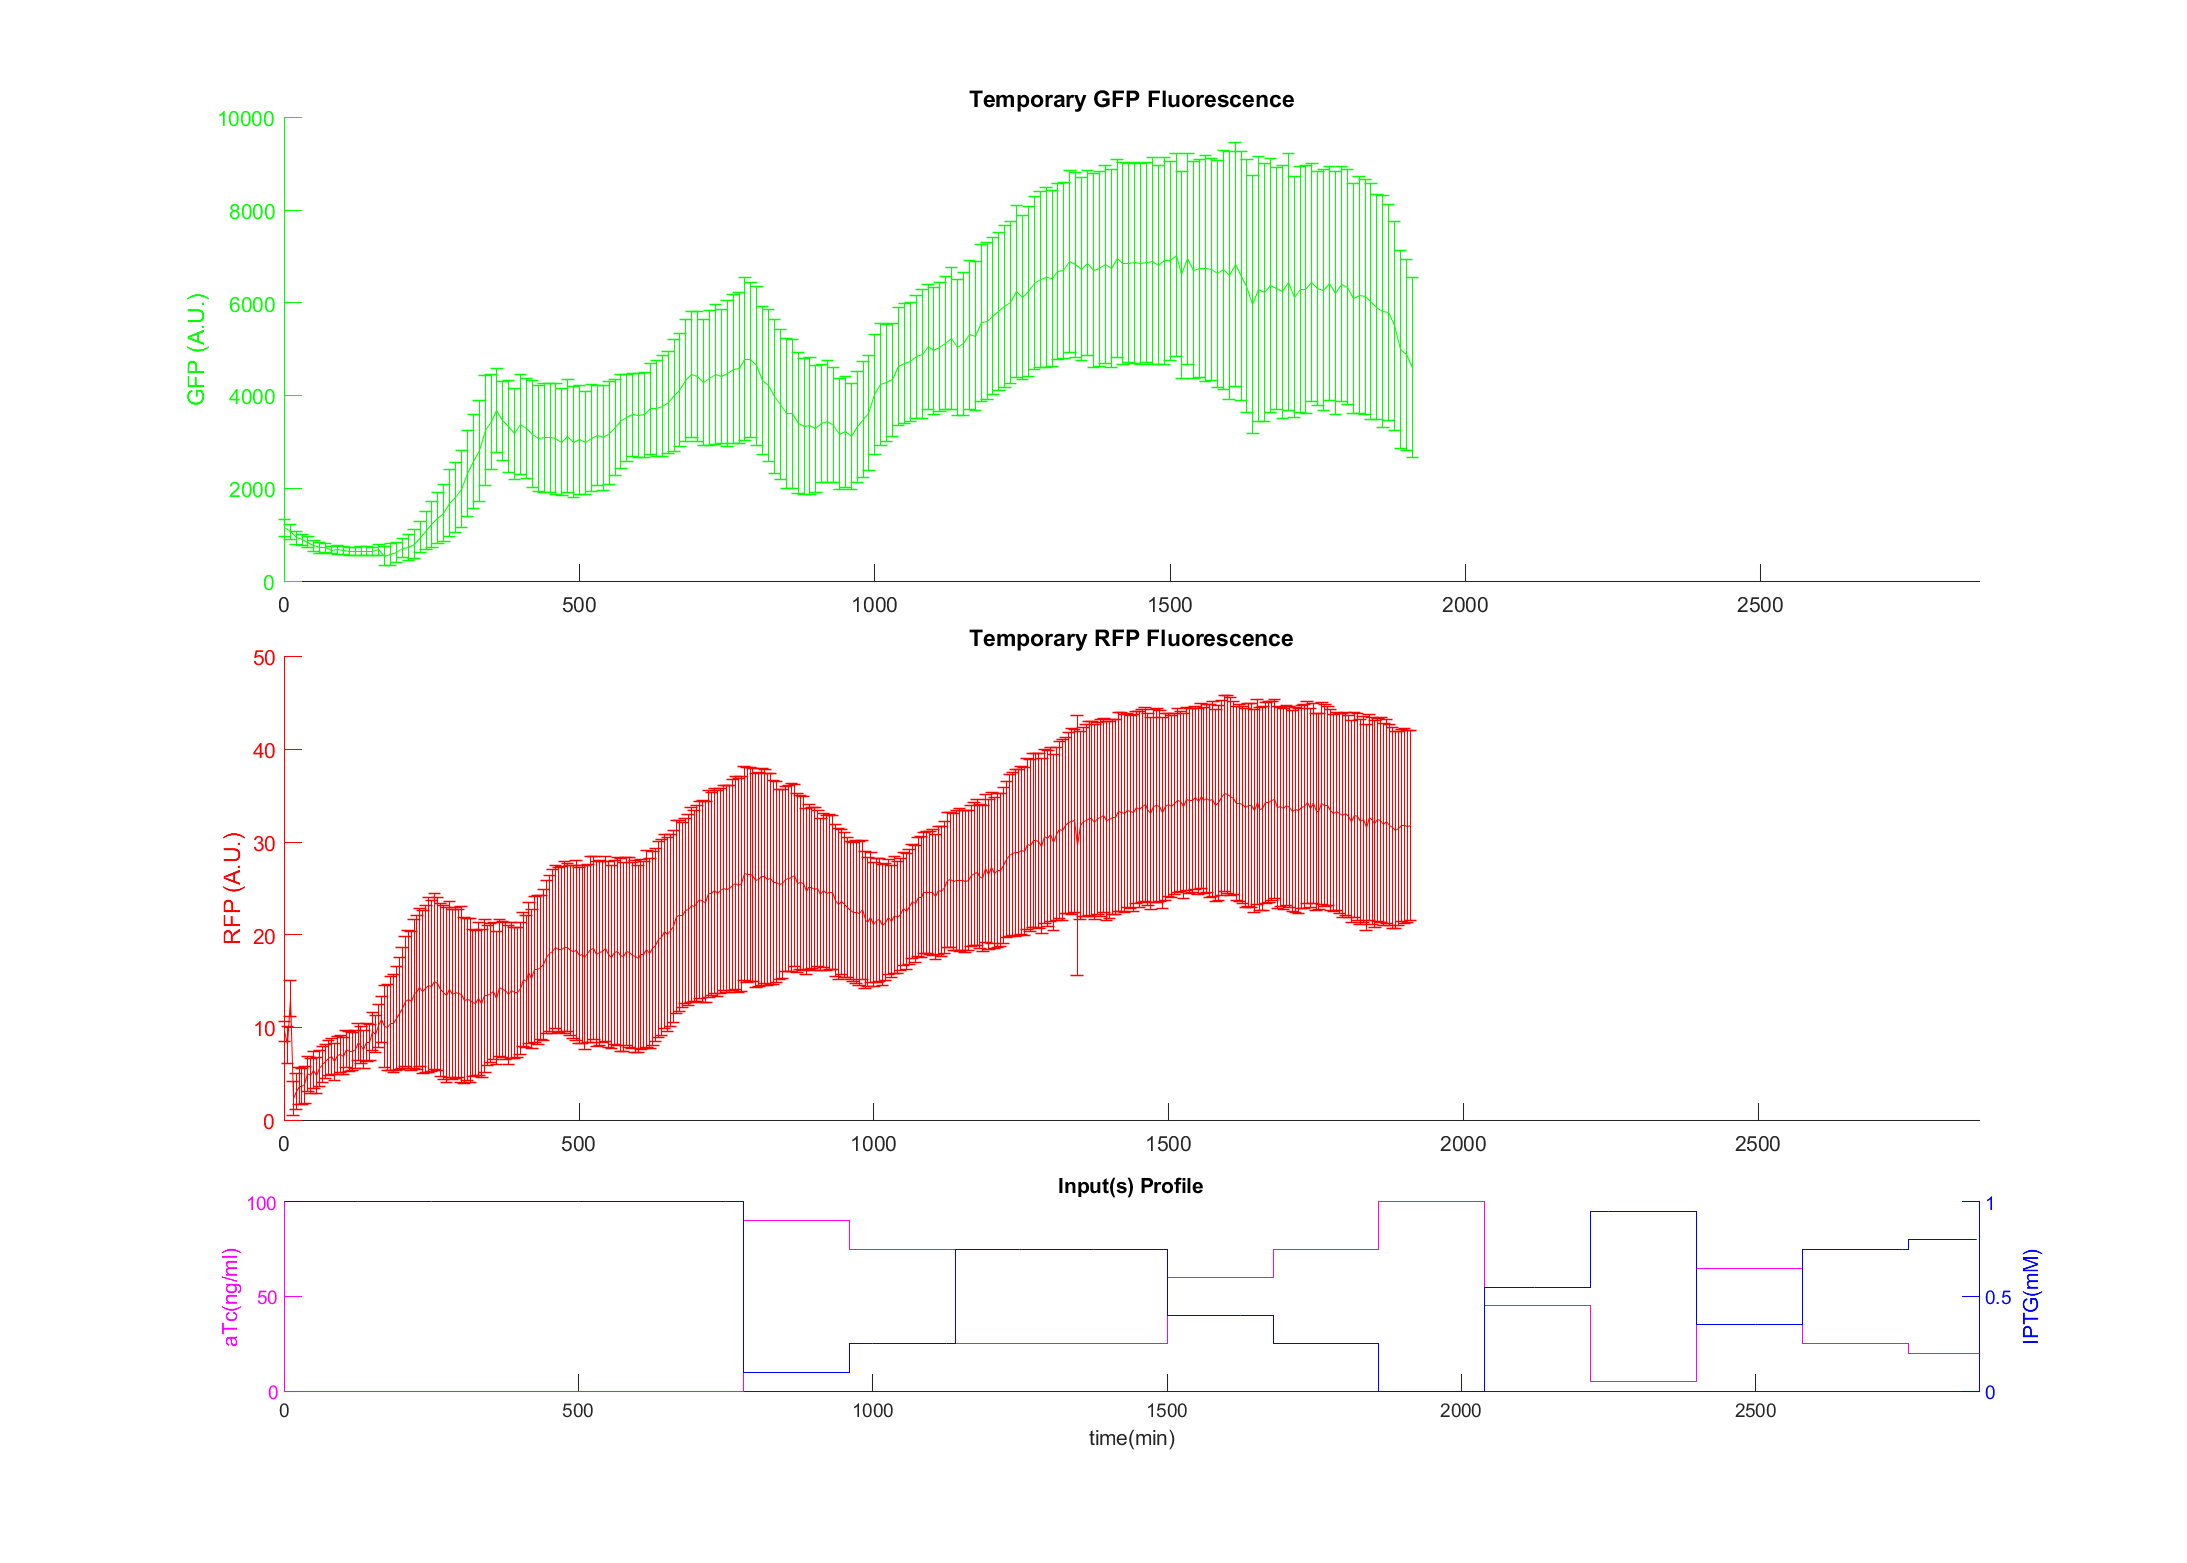 Temporary GFP Fluorescence
GFP (A.U.)
10000
8000
6000
4000
2000
0
0 500 1000 1500 2000 2500
Temporary RFP Fluorescence
RFP (A.U.)
50
40
30
20
10
0
0 500 1000 1500 2000 2500
Input(s) Profile
aTc(ng/ml)
100
50
0
1
0.5
0
IPTG(mM)
0 500 1000 1500 2000 2500
time(min)